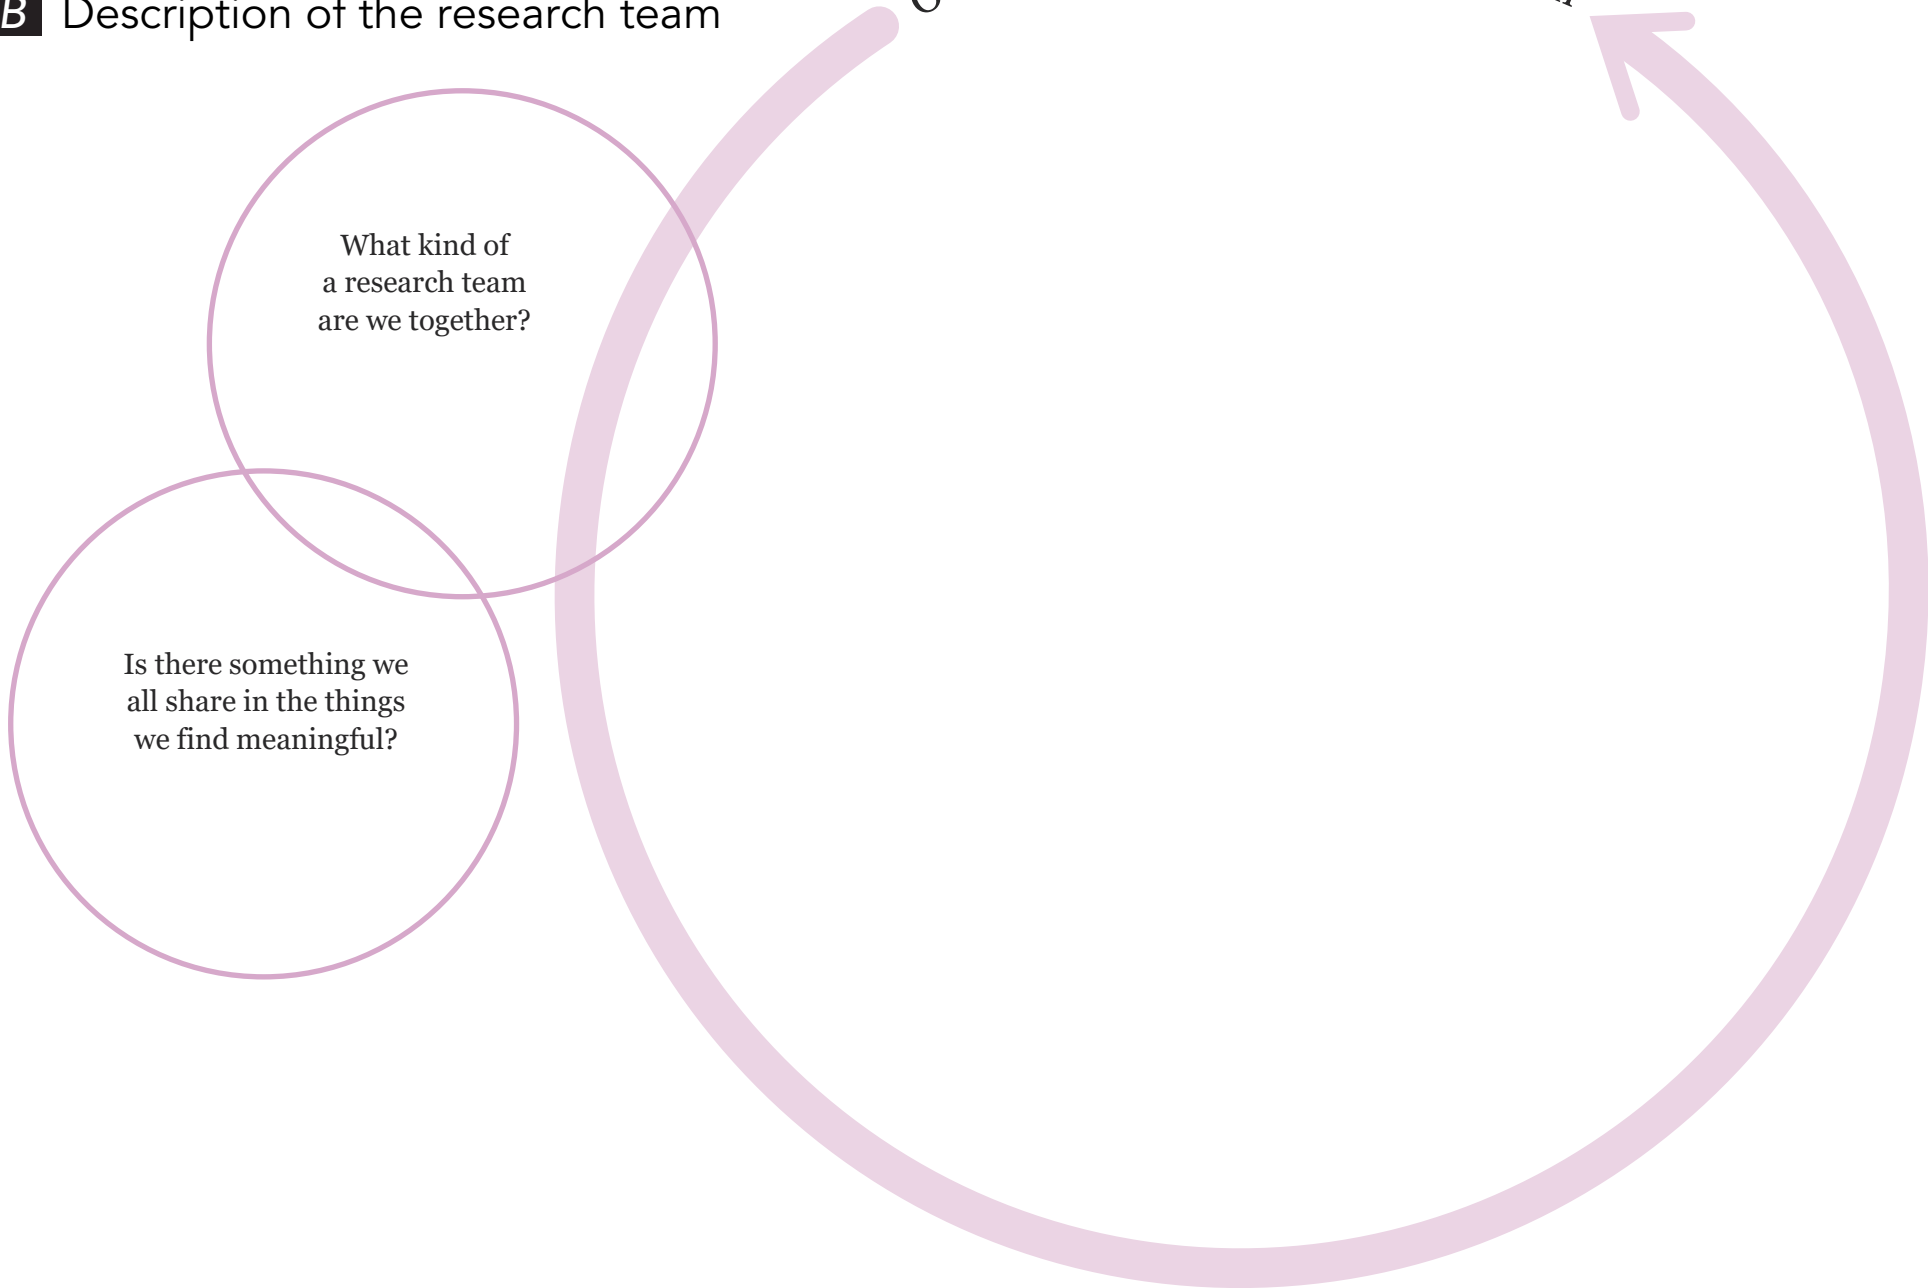 B Description of the research team
What kind of
a research team
are we together?
Is there something we
all share in the things
we find meaningful?